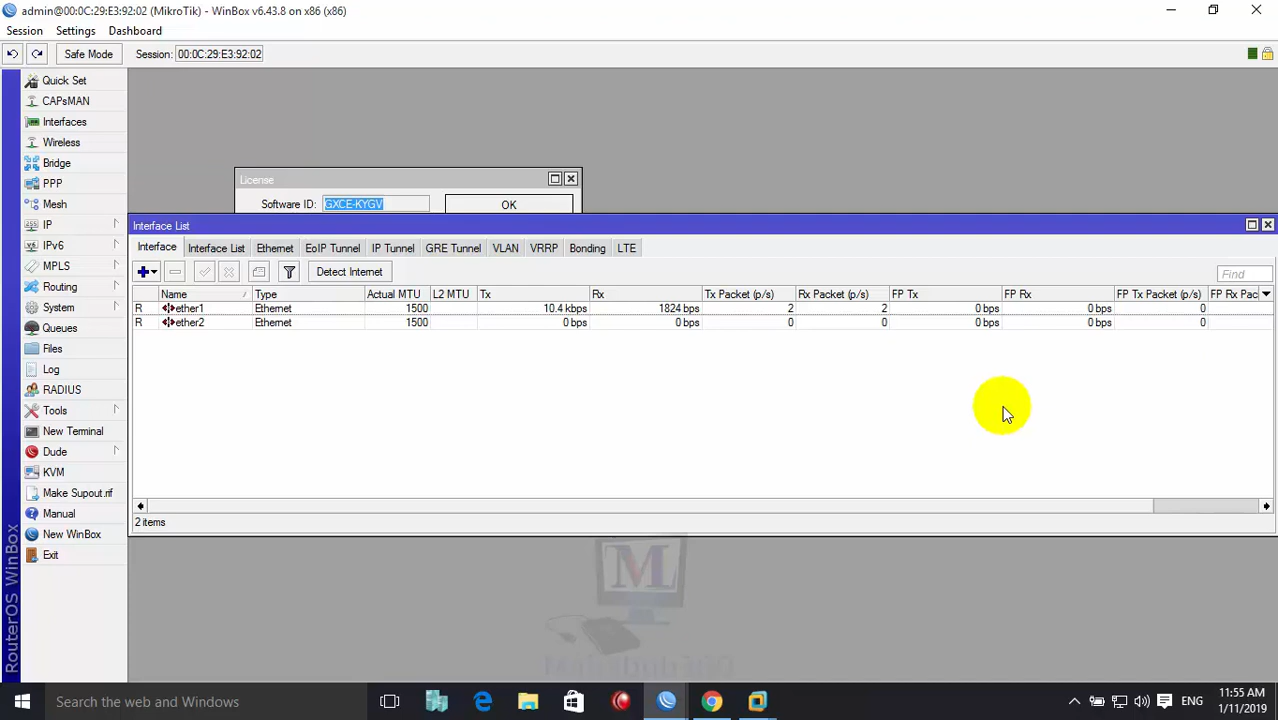 admin@00:0C:29:E3:92:02 (MikroTik) - WinBox v6.43.8 on x86 (x86)
Session Settings Dashboard
Safe Mode Session: 00:0C:29:E3:92:02
Quick Set
CAPsMAN
Interfaces
Wireless
Bridge
PPP
Mesh
IP
IPv6
MPLS
Routing
System
Queues
Files
Log
RADIUS
Tools
New Terminal
Dude
KVM
Make Supout.rif
Manual
New WinBox
Exit
RouterOS WinBox
License
Software ID: GXCE-KYGV OK
Interface List
Interface Interface List Ethernet EoIP Tunnel IP Tunnel GRE Tunnel VLAN VRRP Bonding LTE
Detect Internet Find
Name Type Actual MTU L2 MTU Tx Rx Tx Packet (p/s) Rx Packet (p/s) FP Tx FP Rx FP Tx Packet (p/s) FP Rx Pac
R ether1 Ethernet 1500 10.4 kbps 1824 bps 2 2 0 bps 0 bps 0
R ether2 Ethernet 1500 0 bps 0 bps 0 0 0 bps 0 bps 0
2 items
M
Search the web and Windows
ENG
11:55 AM
1/11/2019